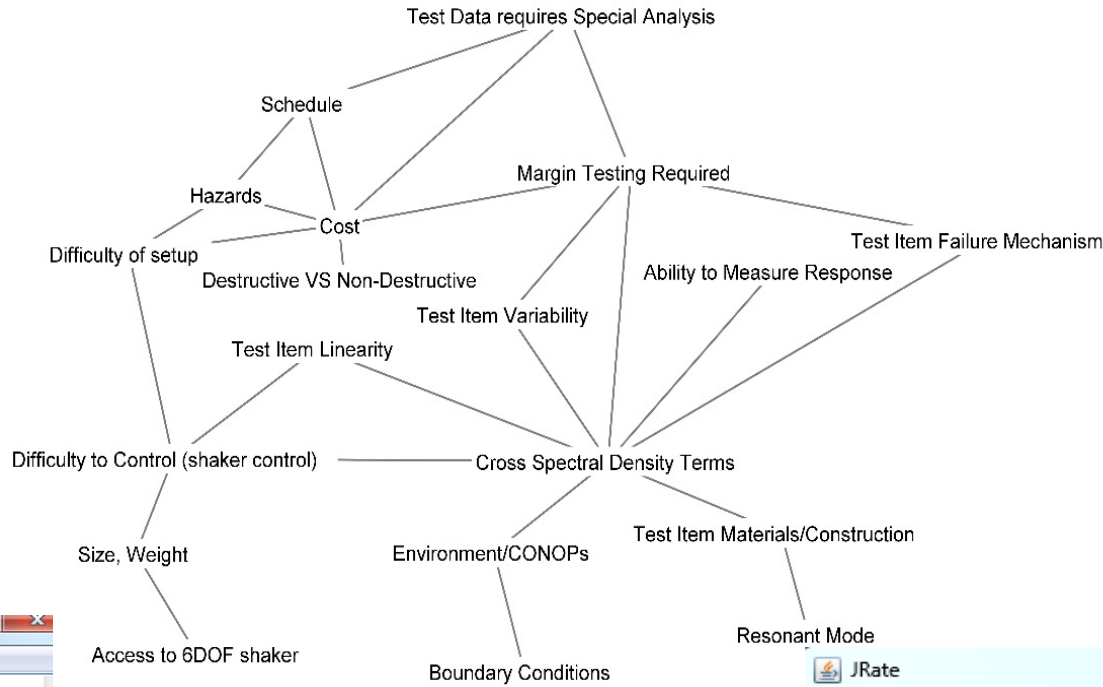 Test Data requires Special Analysis
Schedule
Margin Testing Required
Hazards
Cost
Test Item Failure Mechanism
Difficulty of setup
Ability to Measure Response
Destructive VS Non-Destructive
Test Item Variability
Test Item Linearity
Difficulty to Control (shaker control)
Cross Spectral Density Terms
Test Item Materials/Construction
Size, Weight
Environment/CONOPs
Resonant Mode
Access to 6DOF shaker
Boundary Conditions
JRate